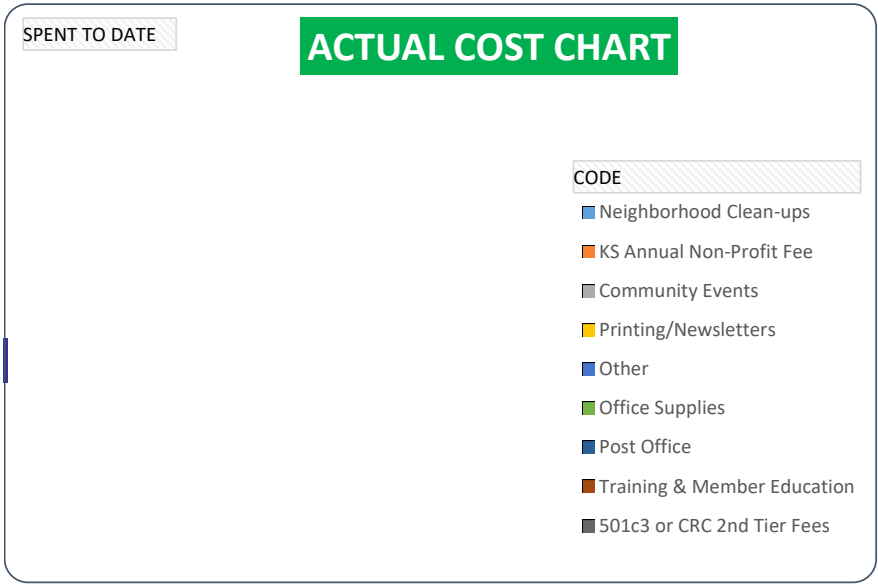 SPENT TO DATE
ACTUAL COST CHART
CODE
Neighborhood Clean-ups
KS Annual Non-Profit Fee
Community Events
Printing/Newsletters
Other
Office Supplies
Post Office
Training & Member Education
501c3 or CRC 2nd Tier Fees